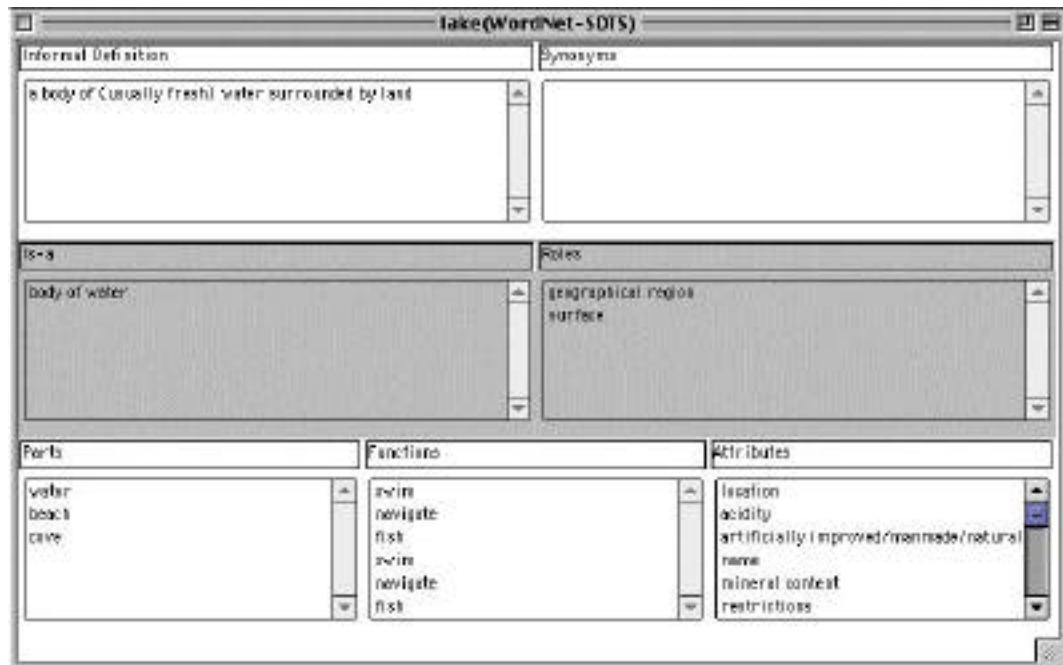 lake(WordNet-SDTS)
Informal Definition
Synonyms
a body of (usually fresh) water surrounded by land
is-a
Roles
body of water
geographical region
surface
Parts
Functions
Attributes
water
beach
cove
swim
navigate
fish
swim
navigate
fish
location
acidity
artificially improved/manmade/natural
name
mineral content
restrictions